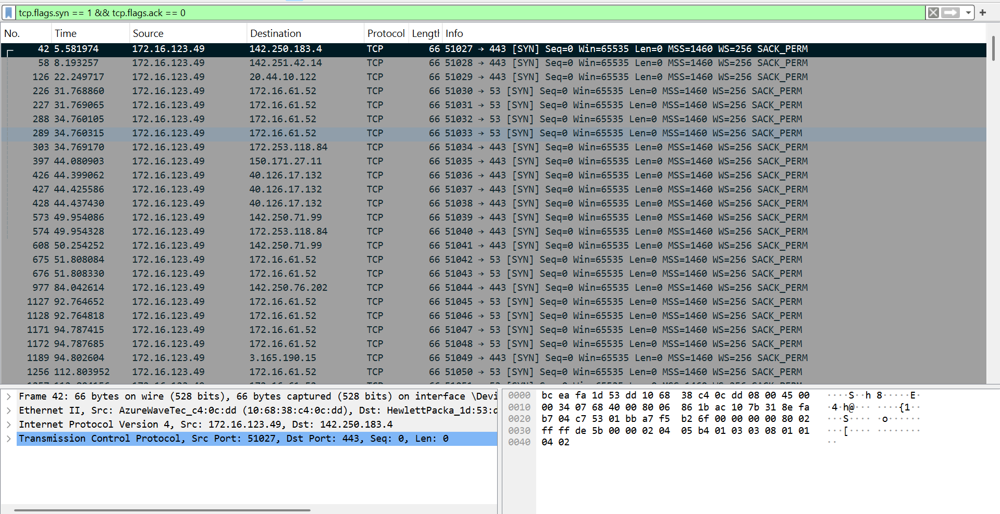 tcp.flags.syn == 1 && tcp.flags.ack == 0
No. Time Source Destination Protocol Length Info
42 5.581974 172.16.123.49 142.250.183.4 TCP 66 51027 → 443 [SYN] Seq=0 Win=65535 Len=0 MSS=1460 WS=256 SACK_PERM
58 8.193257 172.16.123.49 142.251.42.14 TCP 66 51028 → 443 [SYN] Seq=0 Win=65535 Len=0 MSS=1460 WS=256 SACK_PERM
126 22.249717 172.16.123.49 20.44.10.122 TCP 66 51029 → 443 [SYN] Seq=0 Win=65535 Len=0 MSS=1460 WS=256 SACK_PERM
226 31.768860 172.16.123.49 172.16.61.52 TCP 66 51030 → 53 [SYN] Seq=0 Win=65535 Len=0 MSS=1460 WS=256 SACK_PERM
227 31.769065 172.16.123.49 172.16.61.52 TCP 66 51031 → 53 [SYN] Seq=0 Win=65535 Len=0 MSS=1460 WS=256 SACK_PERM
288 34.760105 172.16.123.49 172.16.61.52 TCP 66 51032 → 53 [SYN] Seq=0 Win=65535 Len=0 MSS=1460 WS=256 SACK_PERM
289 34.760315 172.16.123.49 172.16.61.52 TCP 66 51033 → 53 [SYN] Seq=0 Win=65535 Len=0 MSS=1460 WS=256 SACK_PERM
303 34.769170 172.16.123.49 172.253.118.84 TCP 66 51034 → 443 [SYN] Seq=0 Win=65535 Len=0 MSS=1460 WS=256 SACK_PERM
397 44.080903 172.16.123.49 150.171.27.11 TCP 66 51035 → 443 [SYN] Seq=0 Win=65535 Len=0 MSS=1460 WS=256 SACK_PERM
426 44.399062 172.16.123.49 40.126.17.132 TCP 66 51036 → 443 [SYN] Seq=0 Win=65535 Len=0 MSS=1460 WS=256 SACK_PERM
427 44.425586 172.16.123.49 40.126.17.132 TCP 66 51037 → 443 [SYN] Seq=0 Win=65535 Len=0 MSS=1460 WS=256 SACK_PERM
428 44.437430 172.16.123.49 40.126.17.132 TCP 66 51038 → 443 [SYN] Seq=0 Win=65535 Len=0 MSS=1460 WS=256 SACK_PERM
573 49.954086 172.16.123.49 142.250.71.99 TCP 66 51039 → 443 [SYN] Seq=0 Win=65535 Len=0 MSS=1460 WS=256 SACK_PERM
574 49.954328 172.16.123.49 172.253.118.84 TCP 66 51040 → 443 [SYN] Seq=0 Win=65535 Len=0 MSS=1460 WS=256 SACK_PERM
608 50.254252 172.16.123.49 142.250.71.99 TCP 66 51041 → 443 [SYN] Seq=0 Win=65535 Len=0 MSS=1460 WS=256 SACK_PERM
675 51.808084 172.16.123.49 172.16.61.52 TCP 66 51042 → 53 [SYN] Seq=0 Win=65535 Len=0 MSS=1460 WS=256 SACK_PERM
676 51.808330 172.16.123.49 172.16.61.52 TCP 66 51043 → 53 [SYN] Seq=0 Win=65535 Len=0 MSS=1460 WS=256 SACK_PERM
977 84.042614 172.16.123.49 142.250.76.202 TCP 66 51044 → 443 [SYN] Seq=0 Win=65535 Len=0 MSS=1460 WS=256 SACK_PERM
1127 92.764652 172.16.123.49 172.16.61.52 TCP 66 51045 → 53 [SYN] Seq=0 Win=65535 Len=0 MSS=1460 WS=256 SACK_PERM
1128 92.764818 172.16.123.49 172.16.61.52 TCP 66 51046 → 53 [SYN] Seq=0 Win=65535 Len=0 MSS=1460 WS=256 SACK_PERM
1171 94.787415 172.16.123.49 172.16.61.52 TCP 66 51047 → 53 [SYN] Seq=0 Win=65535 Len=0 MSS=1460 WS=256 SACK_PERM
1172 94.787685 172.16.123.49 172.16.61.52 TCP 66 51048 → 53 [SYN] Seq=0 Win=65535 Len=0 MSS=1460 WS=256 SACK_PERM
1189 94.802604 172.16.123.49 3.165.190.15 TCP 66 51049 → 443 [SYN] Seq=0 Win=65535 Len=0 MSS=1460 WS=256 SACK_PERM
1256 112.803952 172.16.123.49 172.16.61.52 TCP 66 51050 → 53 [SYN] Seq=0 Win=65535 Len=0 MSS=1460 WS=256 SACK_PERM
Frame 42: 66 bytes on wire (528 bits), 66 bytes captured (528 bits) on interface \Devi
Ethernet II, Src: AzureWaveTec_c4:0c:dd (10:68:38:c4:0c:dd), Dst: HewlettPacka_1d:53:d
Internet Protocol Version 4, Src: 172.16.123.49, Dst: 142.250.183.4
Transmission Control Protocol, Src Port: 51027, Dst Port: 443, Seq: 0, Len: 0
0000 bc ea fa 1d 53 dd 10 68 38 c4 0c dd 08 00 45 00 ····S··h 8·····E·
0010 00 34 07 68 40 00 80 06 86 1b ac 10 7b 31 8e fa ·4·h@··· ····{1··
0020 b7 04 c7 53 01 bb a7 f5 b2 6f 00 00 00 00 80 02 ···S···· ·o······
0030 ff ff de 5b 00 00 02 04 05 b4 01 03 03 08 01 01 ···[···· ········
0040 04 02 ··